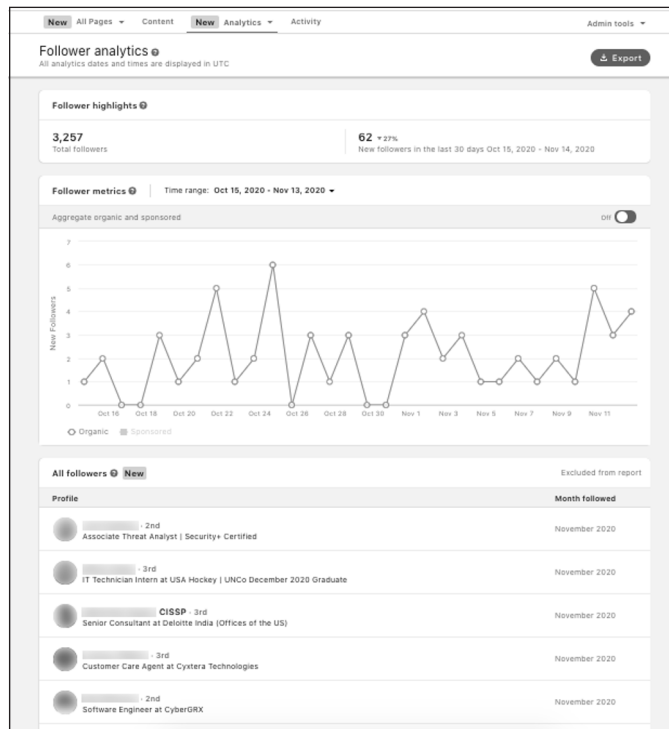 New All Pages Content New Analytics Activity Admin tools
Follower analytics
All analytics dates and times are displayed in UTC
Export
Follower highlights
3,257
Total followers
62 ▾ 27%
New followers in the last 30 days Oct 15, 2020 - Nov 14, 2020
Follower metrics Time range: Oct 15, 2020 - Nov 13, 2020
Aggregate organic and sponsored Off
7
6
5
4
3
2
1
0
New Followers
Oct 16 Oct 18 Oct 20 Oct 22 Oct 24 Oct 26 Oct 28 Oct 30 Nov 1 Nov 3 Nov 5 Nov 7 Nov 9 Nov 11
Organic Sponsored
All followers New Excluded from report
Profile Month followed
· 2nd
Associate Threat Analyst | Security+ Certified
November 2020
· 3rd
IT Technician Intern at USA Hockey | UNCo December 2020 Graduate
November 2020
CISSP · 3rd
Senior Consultant at Deloitte India (Offices of the US)
November 2020
· 3rd
Customer Care Agent at Cyxtera Technologies
November 2020
· 2nd
Software Engineer at CyberGRX
November 2020